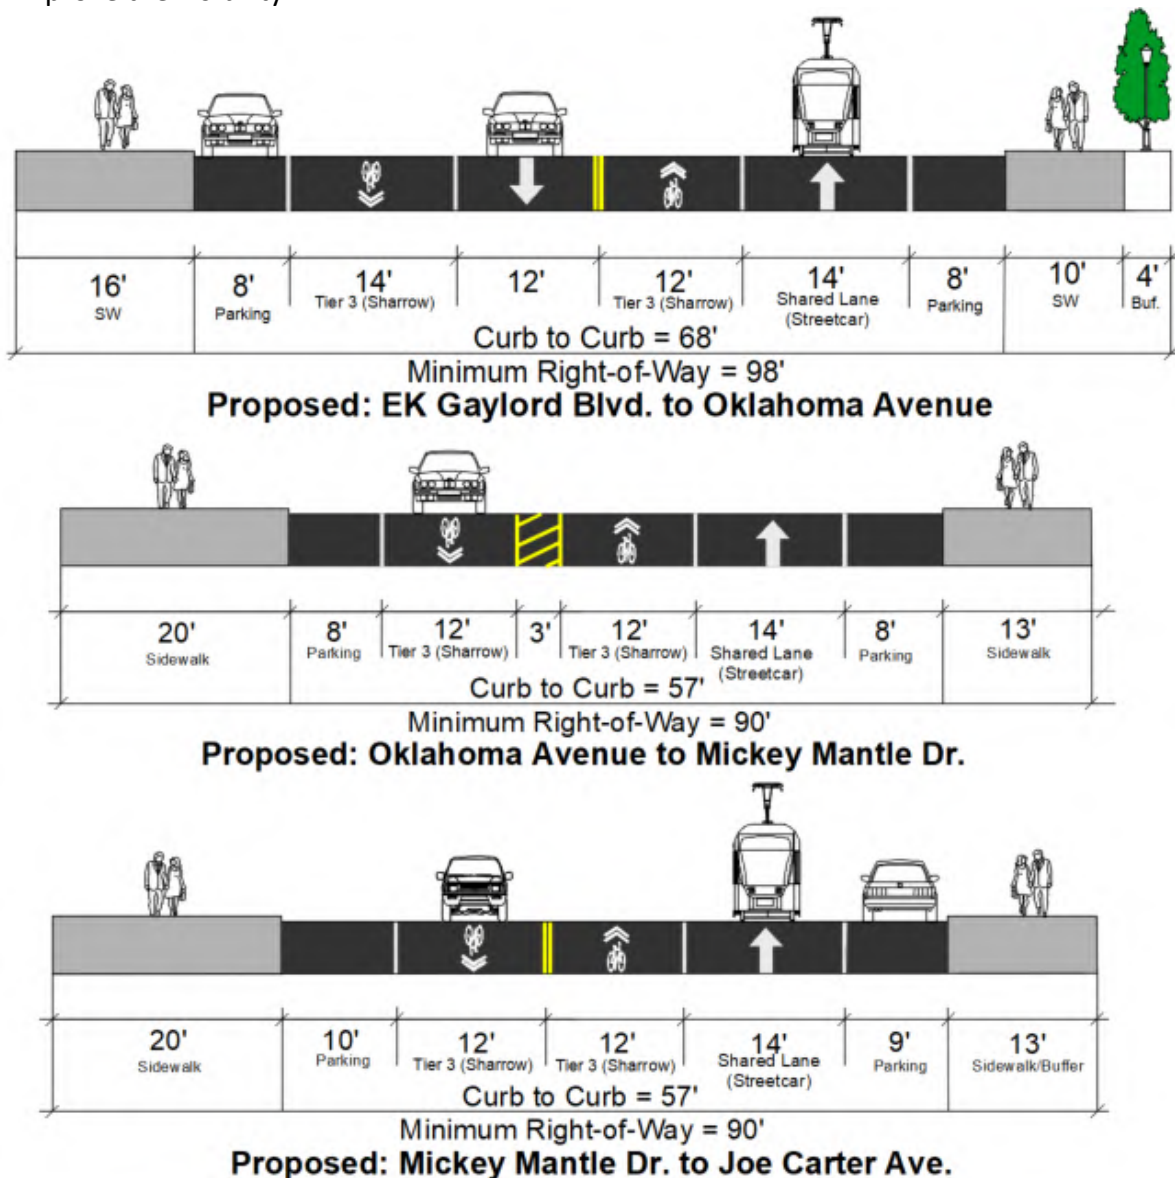 16' 8' 14' 12' 12' 14' 8' 10' 4'
SW Parking Tier 3 (Sharrow) Tier 3 (Sharrow) Shared Lane Parking SW Buf.
(Streetcar)
Curb to Curb = 68'
Minimum Right-of-Way = 98'
Proposed: EK Gaylord Blvd. to Oklahoma Avenue
20' 8' 12' 3' 12' 14' 8' 13'
Sidewalk Parking Tier 3 (Sharrow) Tier 3 (Sharrow) Shared Lane Parking Sidewalk
(Streetcar)
Curb to Curb = 57'
Minimum Right-of-Way = 90'
Proposed: Oklahoma Avenue to Mickey Mantle Dr.
20' 10' 12' 12' 14' 9' 13'
Sidewalk Parking Tier 3 (Sharrow) Tier 3 (Sharrow) Shared Lane Parking Sidewalk/Buffer
(Streetcar)
Curb to Curb = 57'
Minimum Right-of-Way = 90'
Proposed: Mickey Mantle Dr. to Joe Carter Ave.